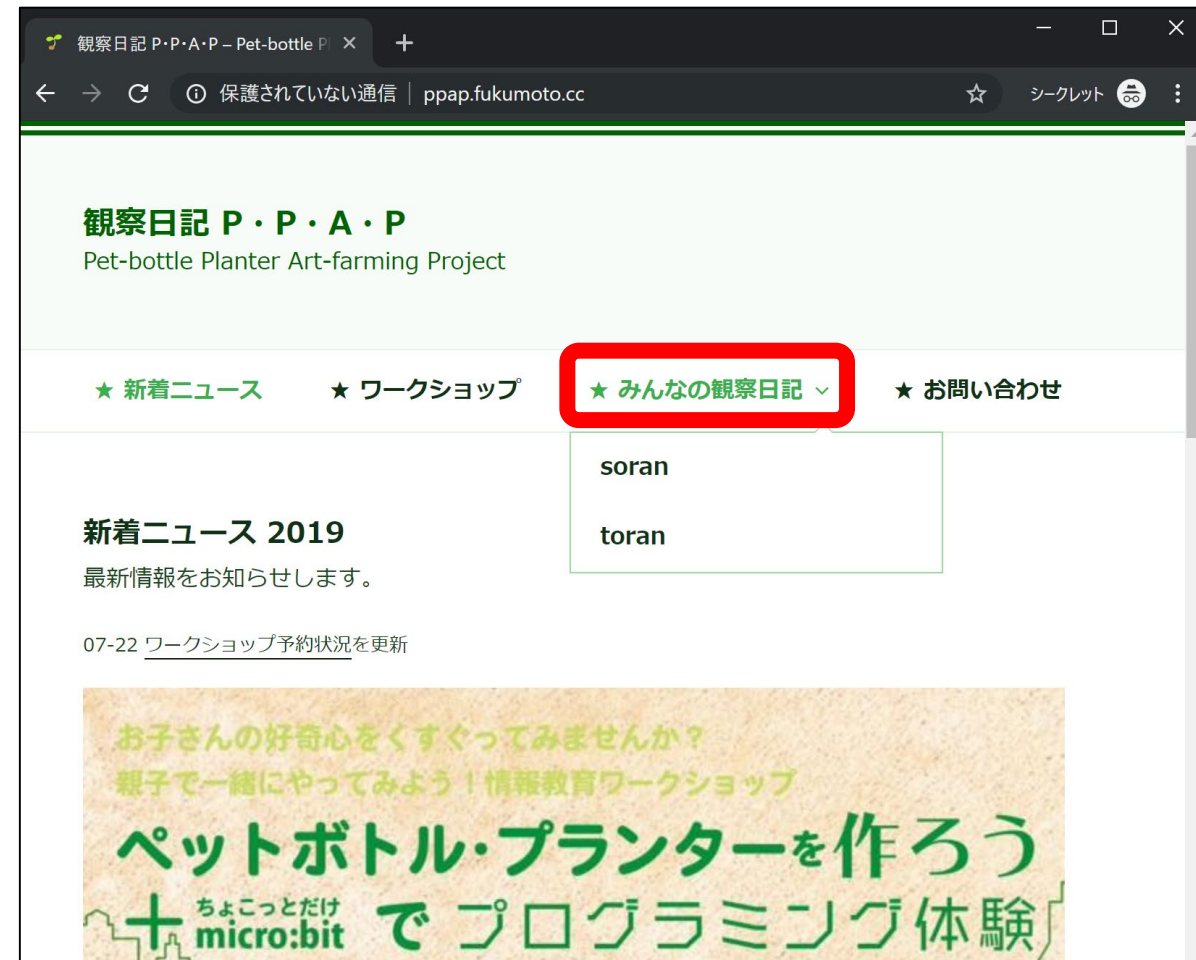 観察日記 P・P・A・P – Pet-bottle P
保護されていない通信 | ppap.fukumoto.cc
シークレット
観察日記 P・P・A・P
Pet-bottle Planter Art-farming Project
★ 新着ニュース ★ ワークショップ ★ みんなの観察日記 ★ お問い合わせ
soran
toran
新着ニュース 2019
最新情報をお知らせします。
07-22 ワークショップ予約状況を更新
お子さんの好奇心をくすぐってみませんか？
親子で一緒にやってみよう！情報教育ワークショップ
ペットボトル・プランターを作ろう
ちょこっとだけ
＋micro:bit でプログラミング体験